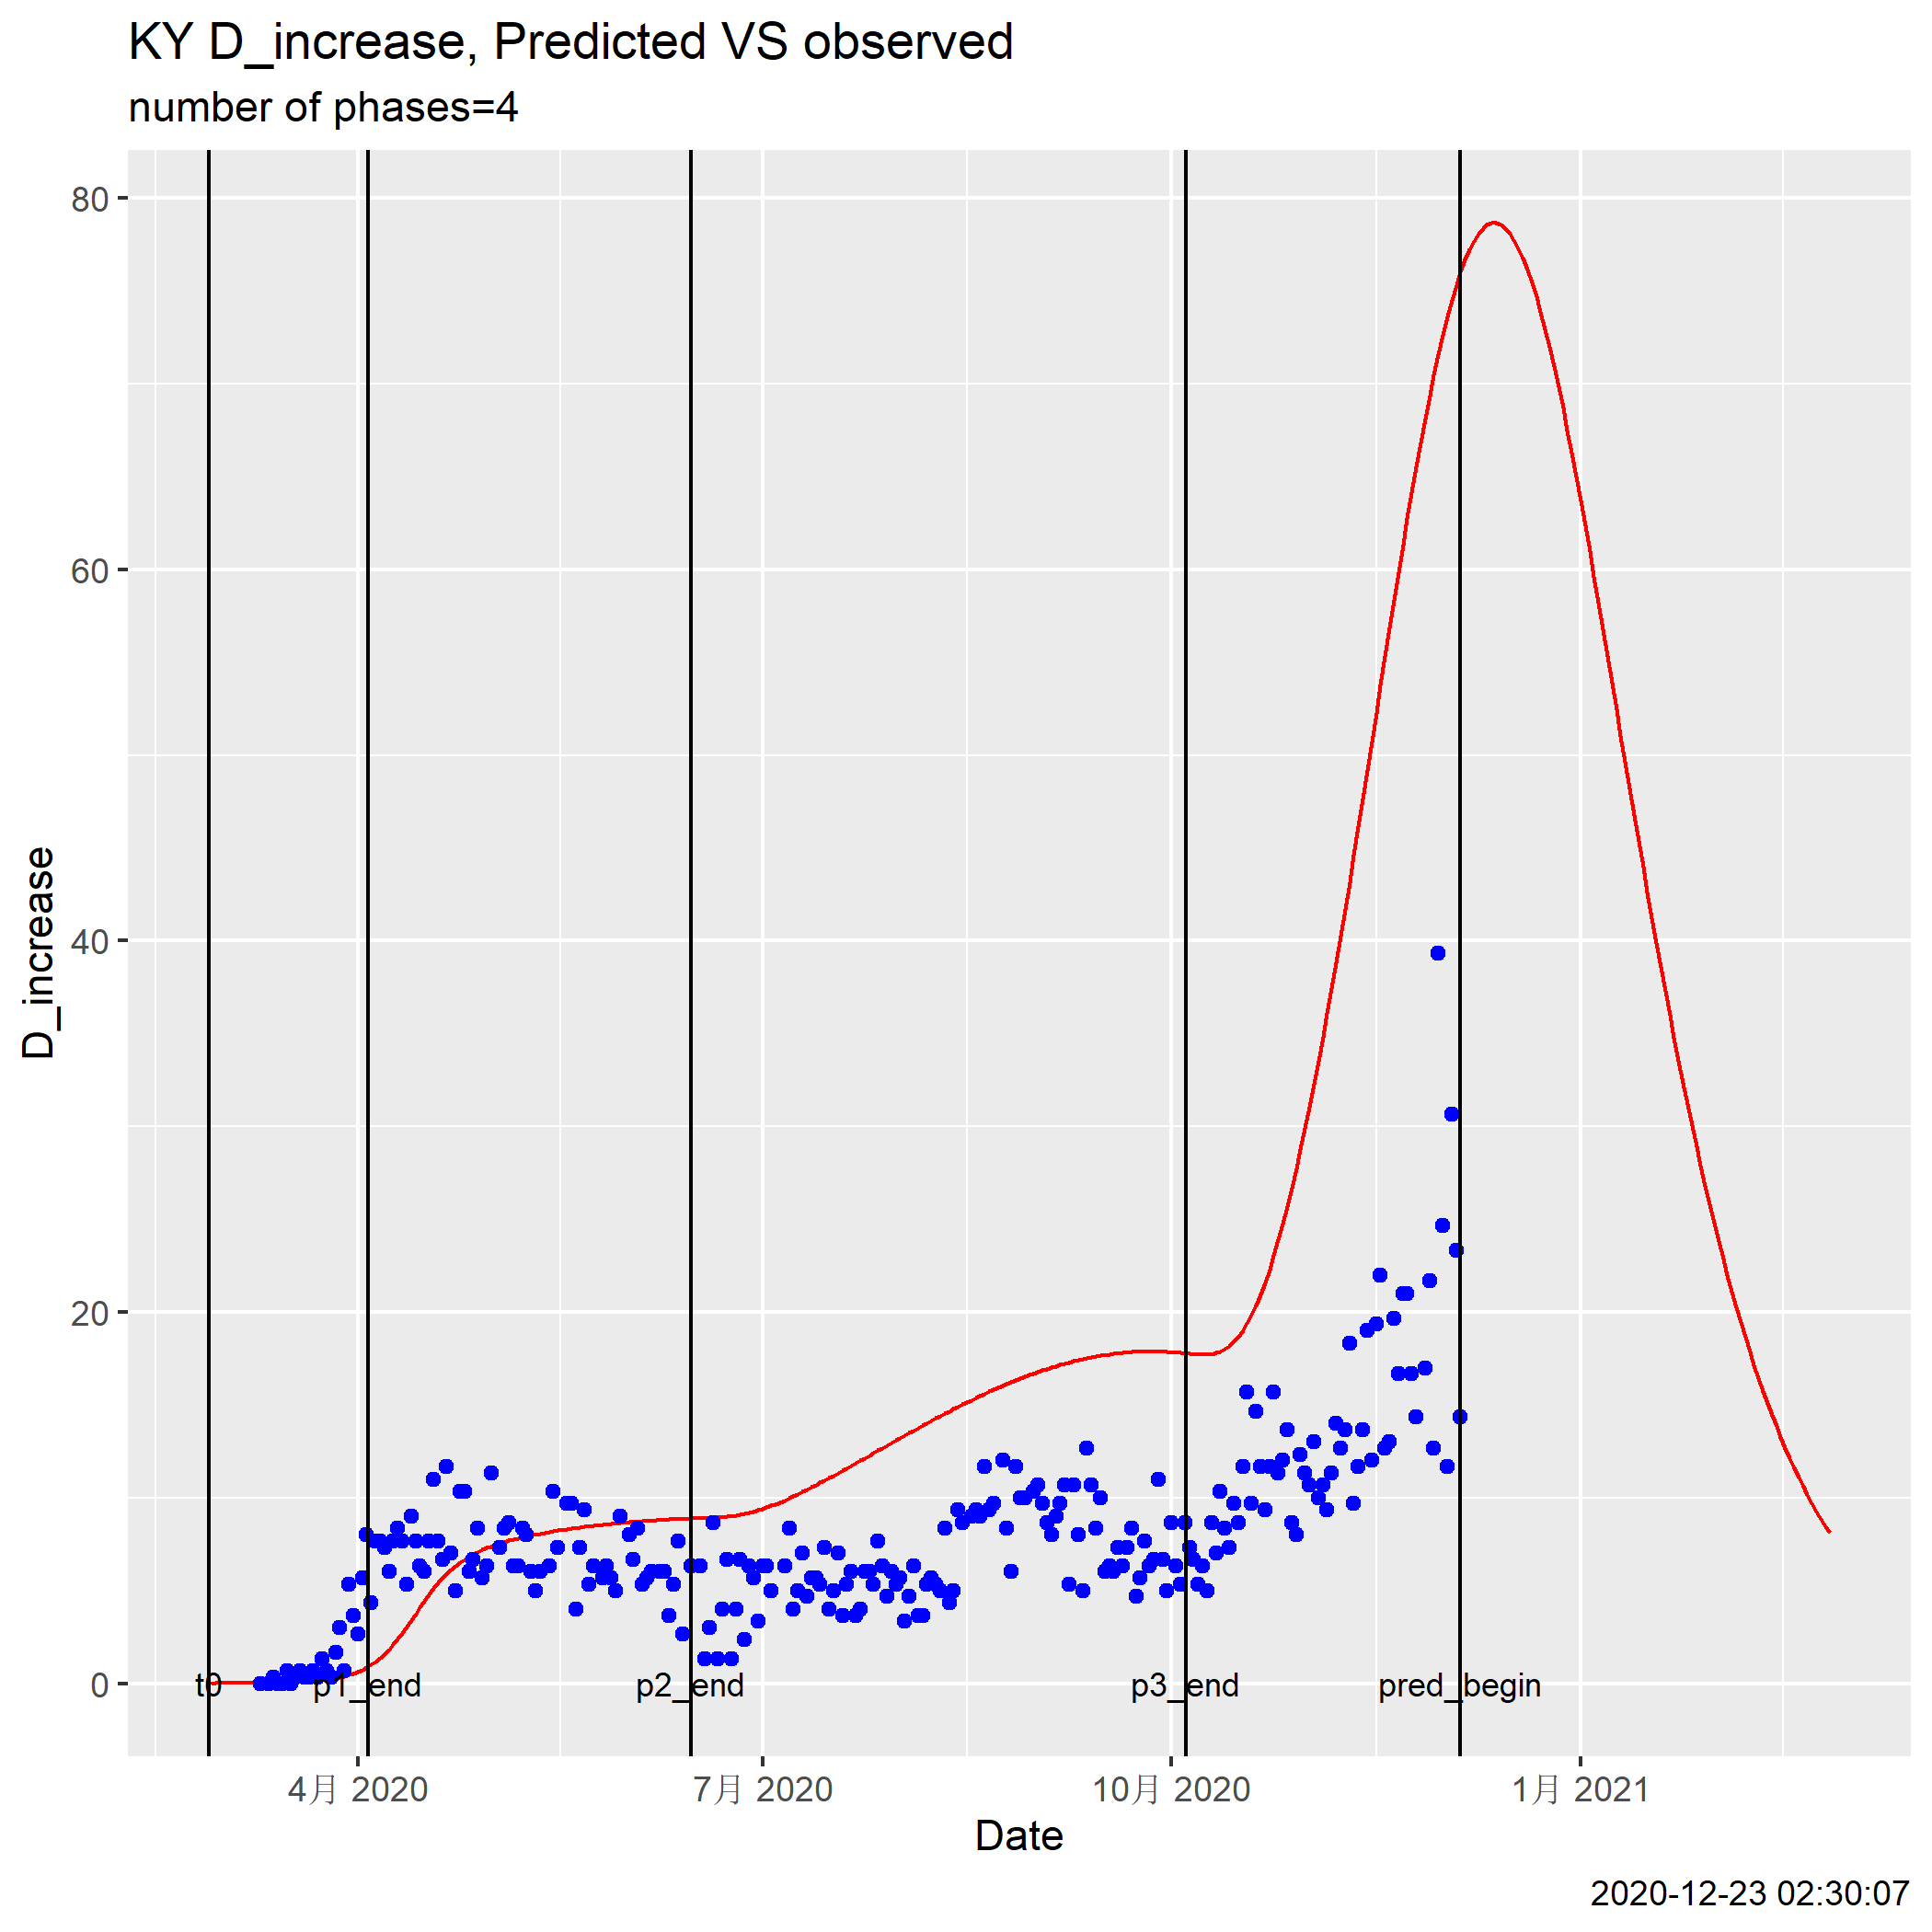 KY D_increase, Predicted VS observed
number of phases=4
80
60
40
20
0
D_increase
t0
p1_end
p2_end
p3_end
pred_begin
4月 2020
7月 2020
10月 2020
1月 2021
Date
2020-12-23 02:30:07